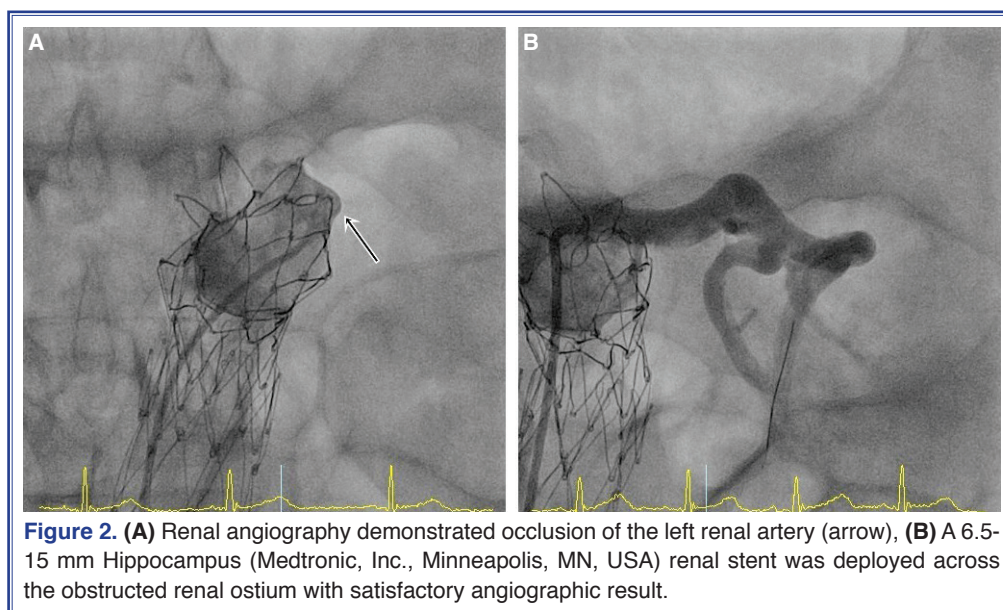 A
B
Figure 2. (A) Renal angiography demonstrated occlusion of the left renal artery (arrow), (B) A 6.5-
15 mm Hippocampus (Medtronic, Inc., Minneapolis, MN, USA) renal stent was deployed across
the obstructed renal ostium with satisfactory angiographic result.